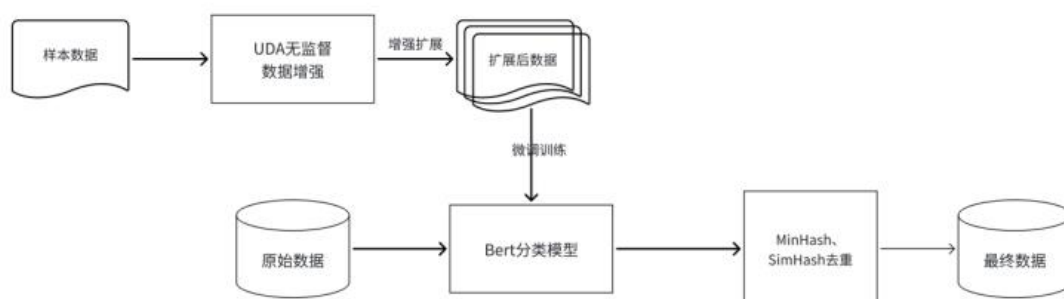 样本数据
UDA无监督
数据增强
增强扩展
扩展后数据
微调训练
原始数据
Bert分类模型
MinHash、
SimHash去重
最终数据